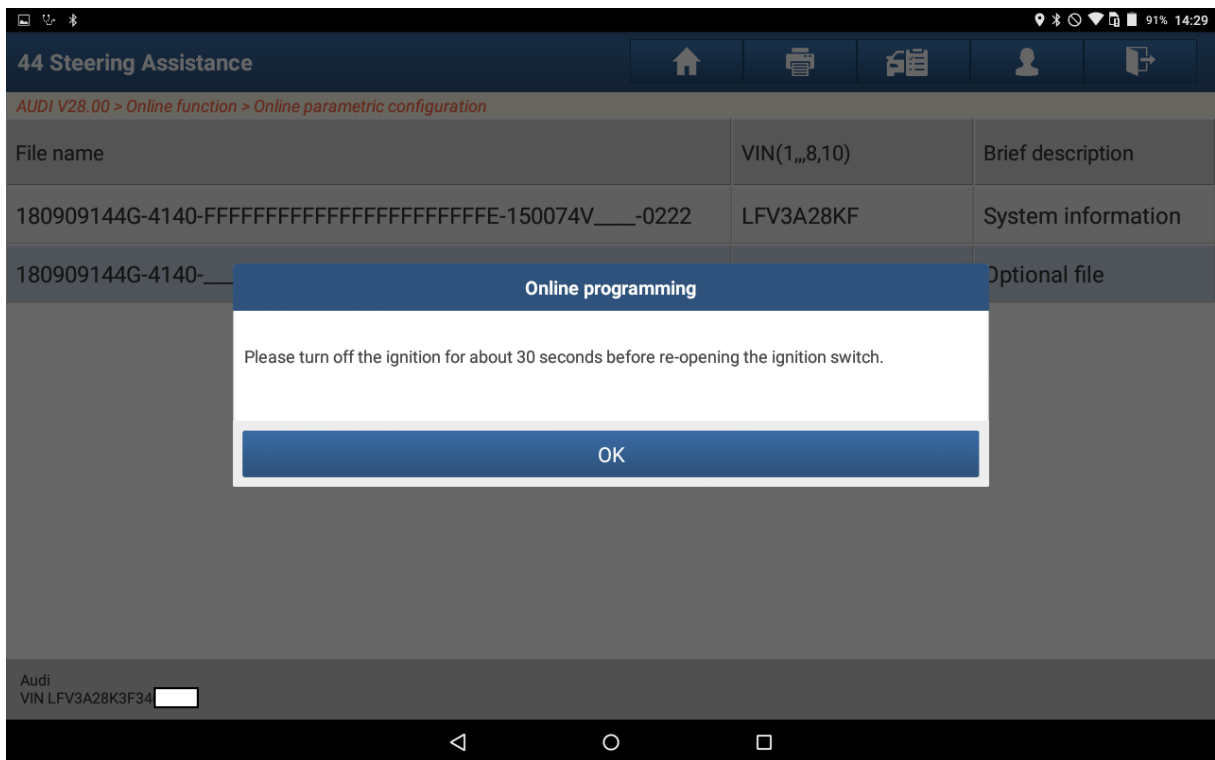 91% 14:29
44 Steering Assistance
AUDI V28.00 > Online function > Online parametric configuration
File name VIN(1,,,8,10) Brief description
180909144G-4140-FFFFFFFFFFFFFFFFFFFFFFFE-150074V____-0222 LFV3A28KF System information
180909144G-4140-___ Optional file
Online programming
Please turn off the ignition for about 30 seconds before re-opening the ignition switch.
OK
Audi
VIN LFV3A28K3F34